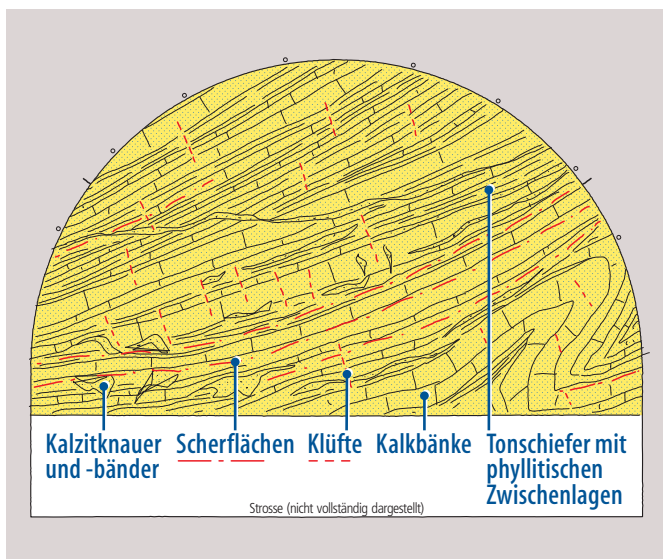 Kalzitknauer
und -bänder
Scherflächen
Klüfte
Kalkbänke
Tonschiefer mit
phyllitischen
Zwischenlagen
Strosse (nicht vollständig dargestellt)